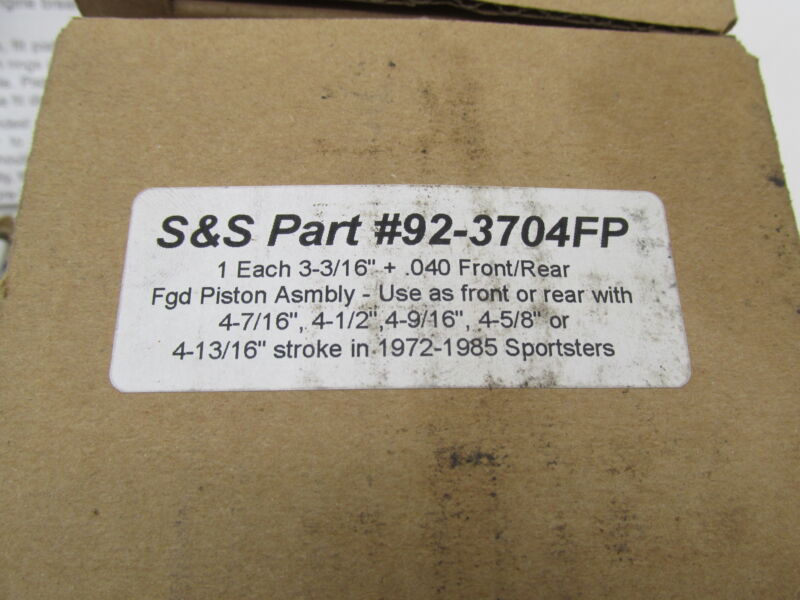 S&S Part #92-3704FP
1 Each 3-3/16" + .040 Front/Rear
Fgd Piston Asmbly - Use as front or rear with
4-7/16", 4-1/2",4-9/16", 4-5/8" or
4-13/16" stroke in 1972-1985 Sportsters